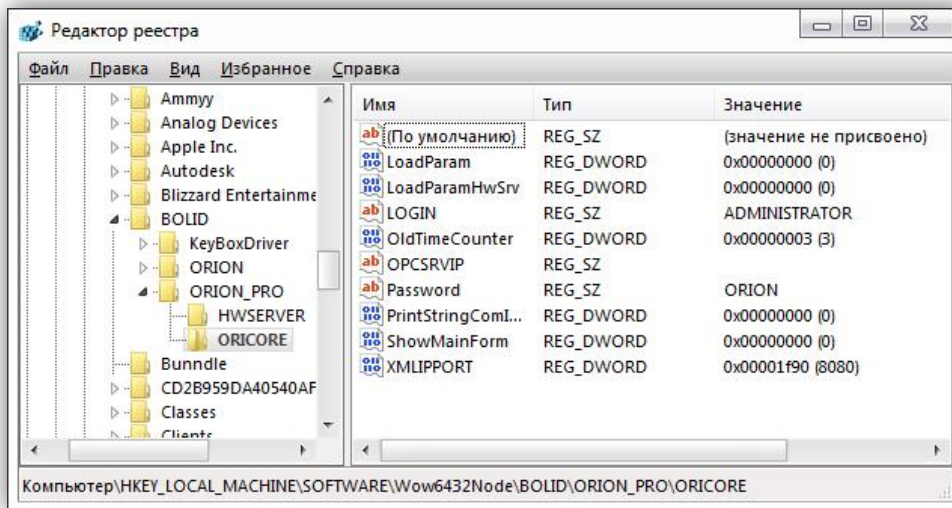 Редактор реестра
Файл Правка Вид Избранное Справка
Ammyy
Analog Devices
Apple Inc.
Autodesk
Blizzard Entertainme
BOLID
KeyBoxDriver
ORION
ORION_PRO
HWSERVER
ORICORE
Bunndle
CD2B959DA40540AF
Classes
Clients
Имя Тип Значение
(По умолчанию) REG_SZ (значение не присвоено)
LoadParam REG_DWORD 0x00000000 (0)
LoadParamHwSrv REG_DWORD 0x00000000 (0)
LOGIN REG_SZ ADMINISTRATOR
OldTimeCounter REG_DWORD 0x00000003 (3)
OPCSRVIP REG_SZ
Password REG_SZ ORION
PrintStringComI... REG_DWORD 0x00000000 (0)
ShowMainForm REG_DWORD 0x00000000 (0)
XMLIPPORT REG_DWORD 0x00001f90 (8080)
Компьютер\HKEY_LOCAL_MACHINE\SOFTWARE\Wow6432Node\BOLID\ORION_PRO\ORICORE